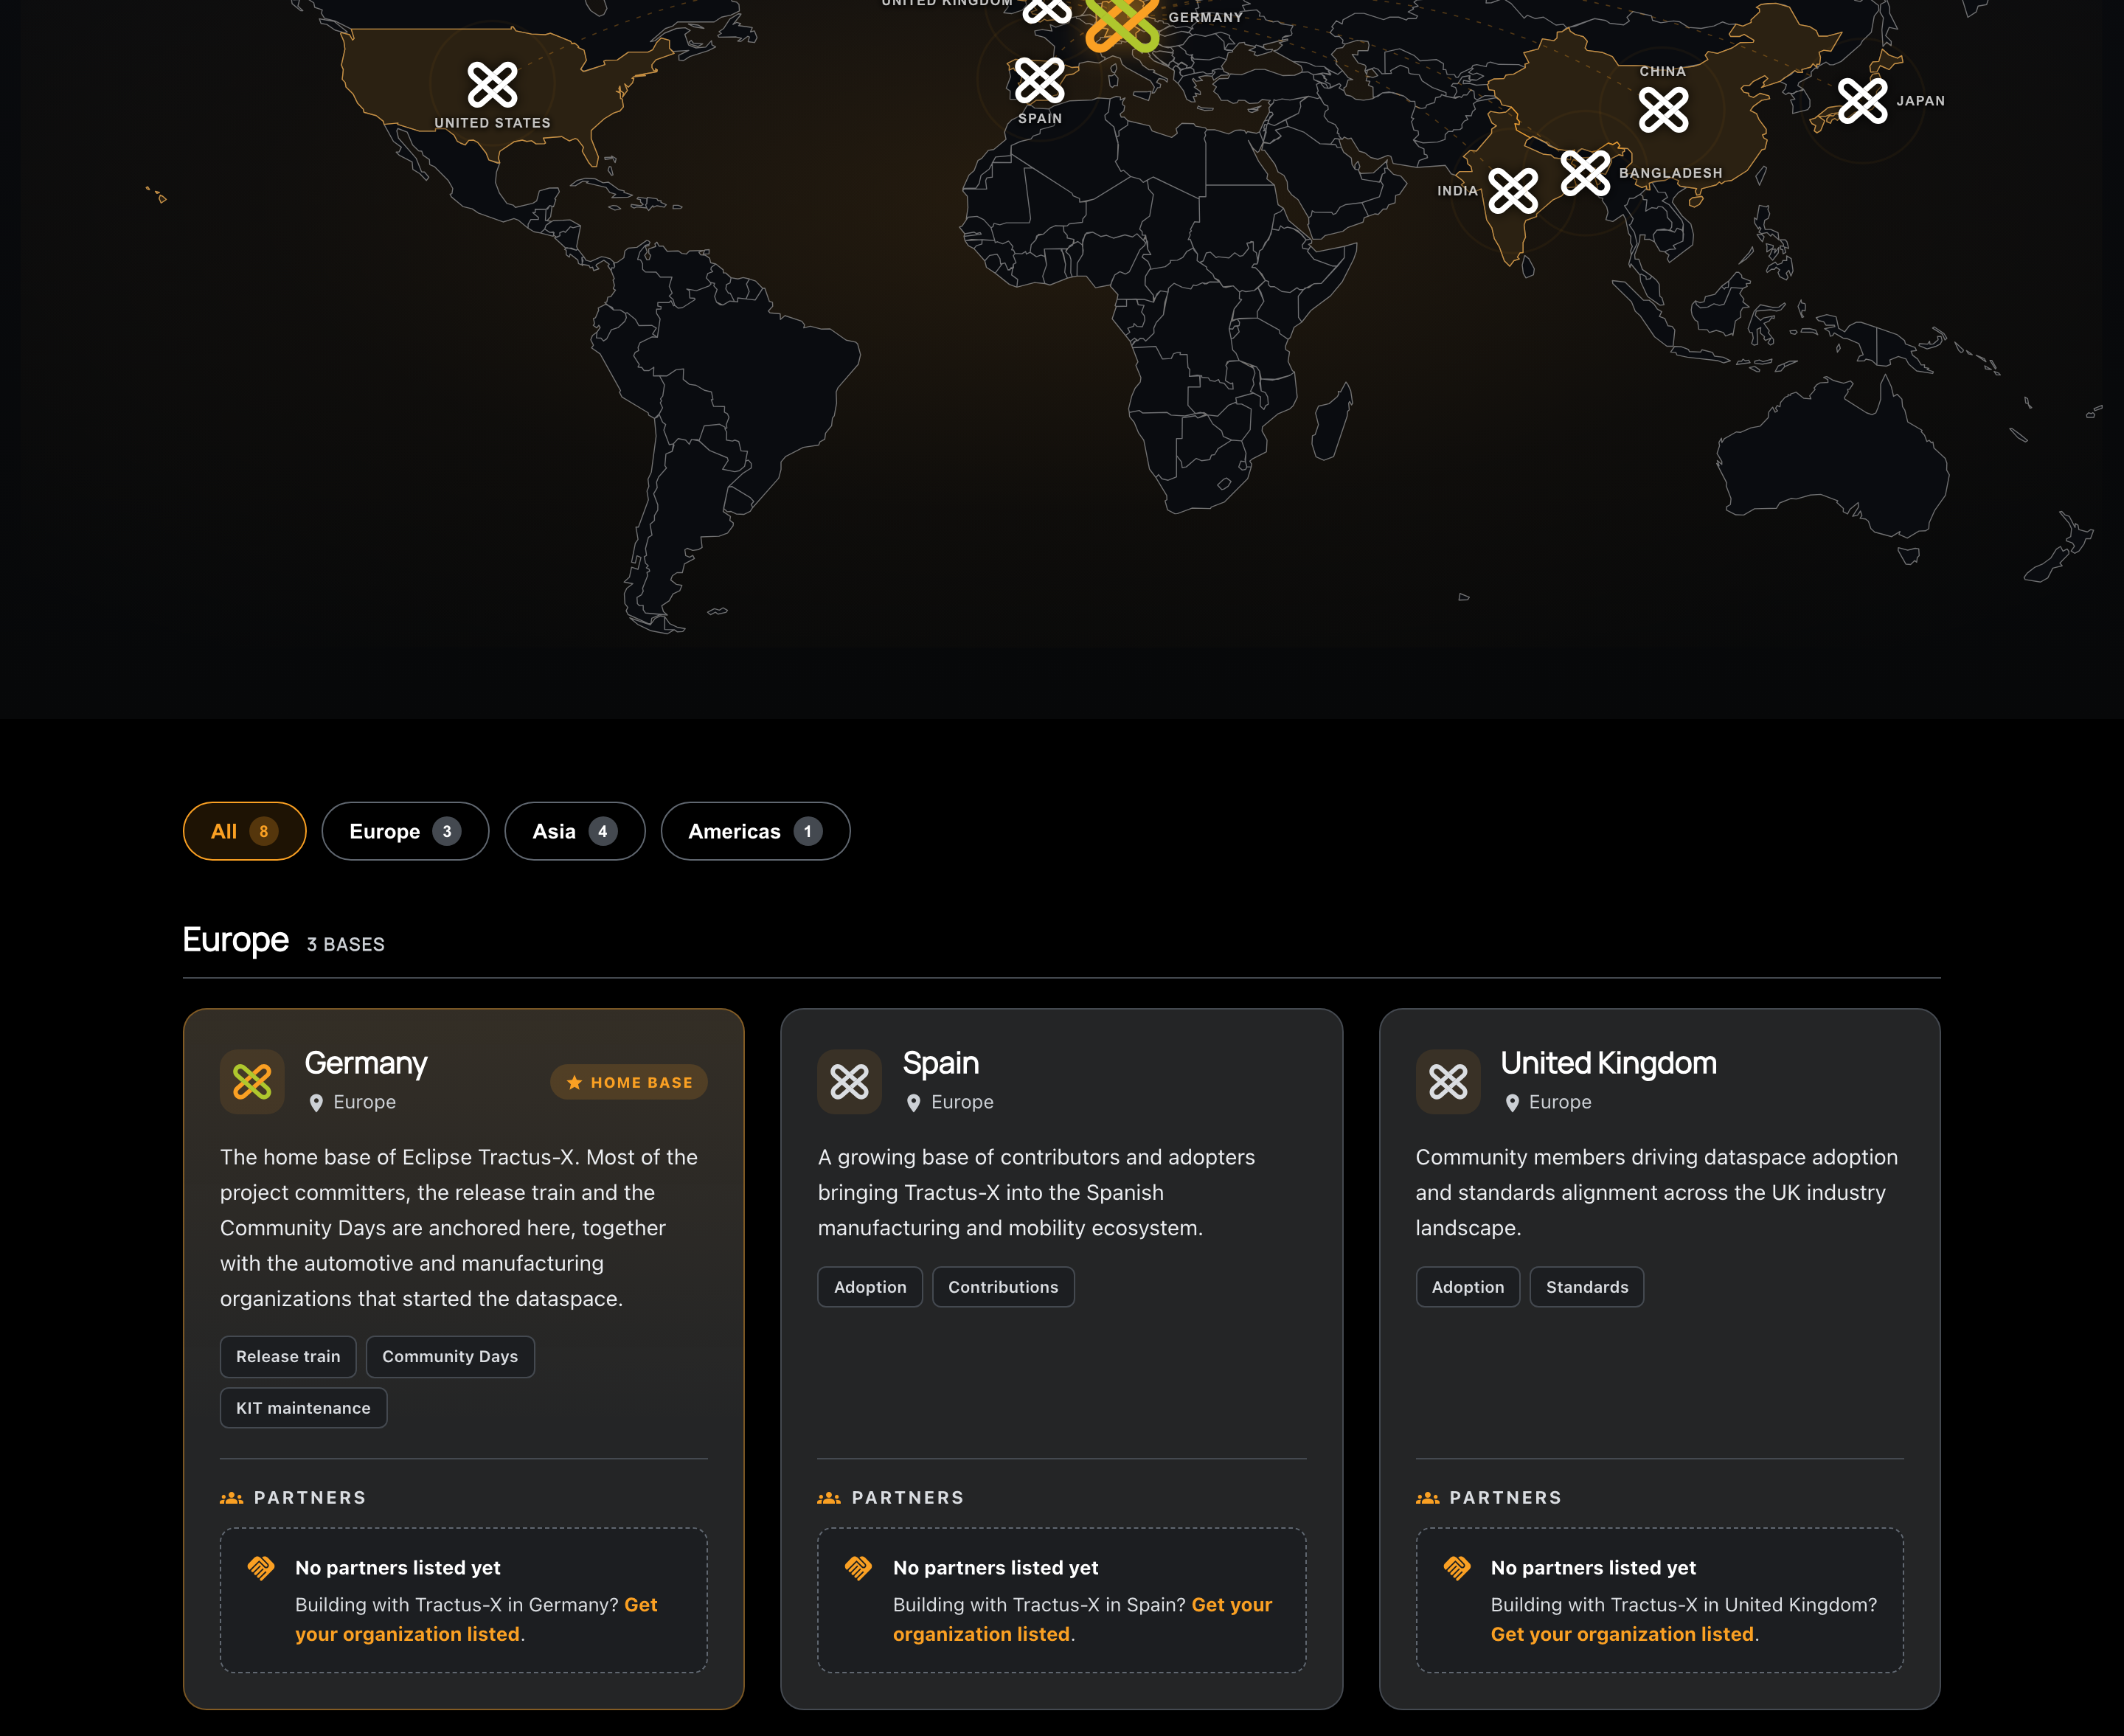 UNITED KINGDOM
GERMANY
CHINA
JAPAN
UNITED STATES
SPAIN
BANGLADESH
INDIA
All 8
Europe 3
Asia 4
Americas 1
Europe 3 BASES
Germany
Europe
HOME BASE
The home base of Eclipse Tractus-X. Most of the
project committers, the release train and the
Community Days are anchored here, together
with the automotive and manufacturing
organizations that started the dataspace.
Release train
Community Days
KIT maintenance
PARTNERS
No partners listed yet
Building with Tractus-X in Germany? Get
your organization listed.
Spain
Europe
A growing base of contributors and adopters
bringing Tractus-X into the Spanish
manufacturing and mobility ecosystem.
Adoption
Contributions
PARTNERS
No partners listed yet
Building with Tractus-X in Spain? Get your
organization listed.
United Kingdom
Europe
Community members driving dataspace adoption
and standards alignment across the UK industry
landscape.
Adoption
Standards
PARTNERS
No partners listed yet
Building with Tractus-X in United Kingdom?
Get your organization listed.